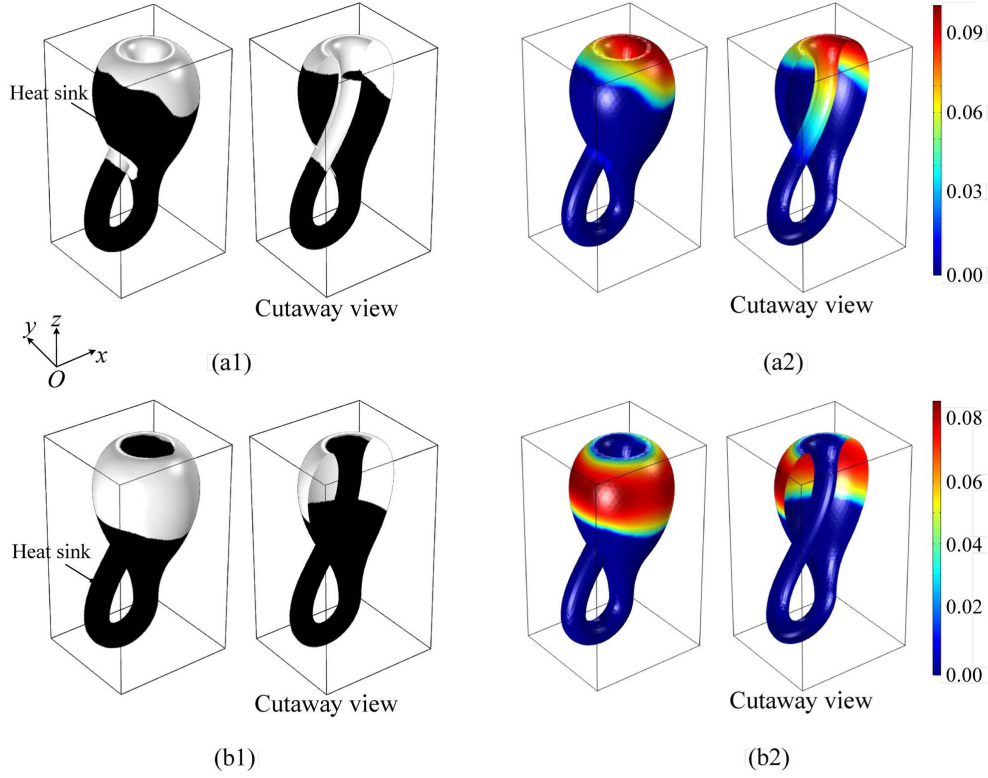 Heat sink
Cutaway view
y z x O
(a1)
0.09
0.06
0.03
0.00
Cutaway view
(a2)
Heat sink
Cutaway view
(b1)
0.08
0.06
0.04
0.02
0.00
Cutaway view
(b2)